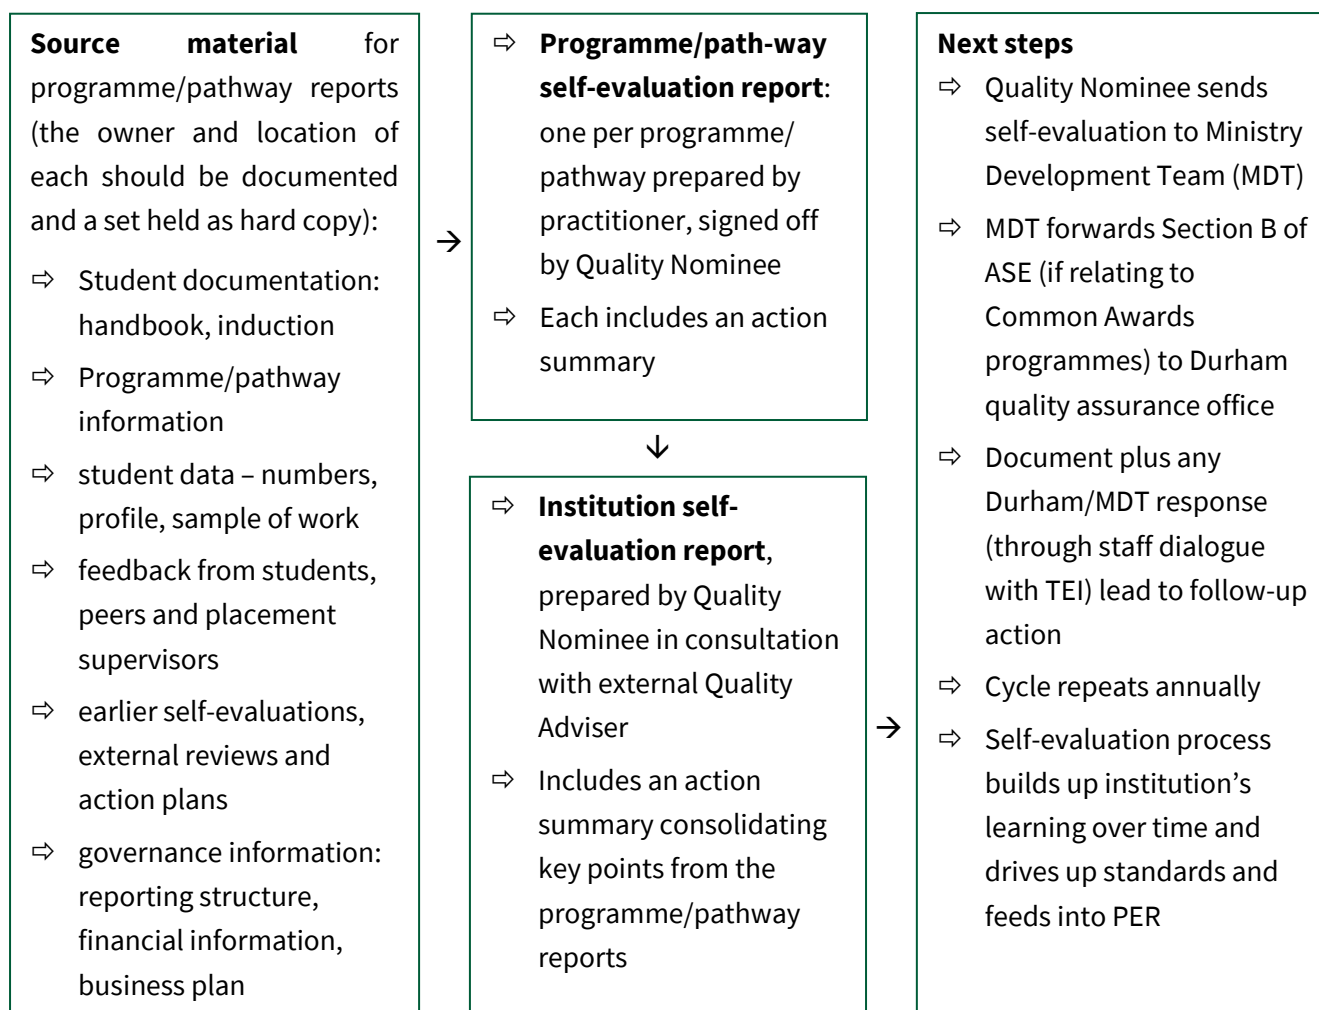 Source material for
programme/pathway reports
(the owner and location of
each should be documented
and a set held as hard copy):
⇨ Student documentation:
handbook, induction
⇨ Programme/pathway
information
⇨ student data – numbers,
profile, sample of work
⇨ feedback from students,
peers and placement
supervisors
⇨ earlier self-evaluations,
external reviews and
action plans
⇨ governance information:
reporting structure,
financial information,
business plan
→
⇨ Programme/path-way
self-evaluation report:
one per programme/
pathway prepared by
practitioner, signed off
by Quality Nominee
⇨ Each includes an action
summary
↓
⇨ Institution self-
evaluation report,
prepared by Quality
Nominee in consultation
with external Quality
Adviser
⇨ Includes an action
summary consolidating
key points from the
programme/pathway
reports
→
Next steps
⇨ Quality Nominee sends
self-evaluation to Ministry
Development Team (MDT)
⇨ MDT forwards Section B of
ASE (if relating to
Common Awards
programmes) to Durham
quality assurance office
⇨ Document plus any
Durham/MDT response
(through staff dialogue
with TEI) lead to follow-up
action
⇨ Cycle repeats annually
⇨ Self-evaluation process
builds up institution’s
learning over time and
drives up standards and
feeds into PER